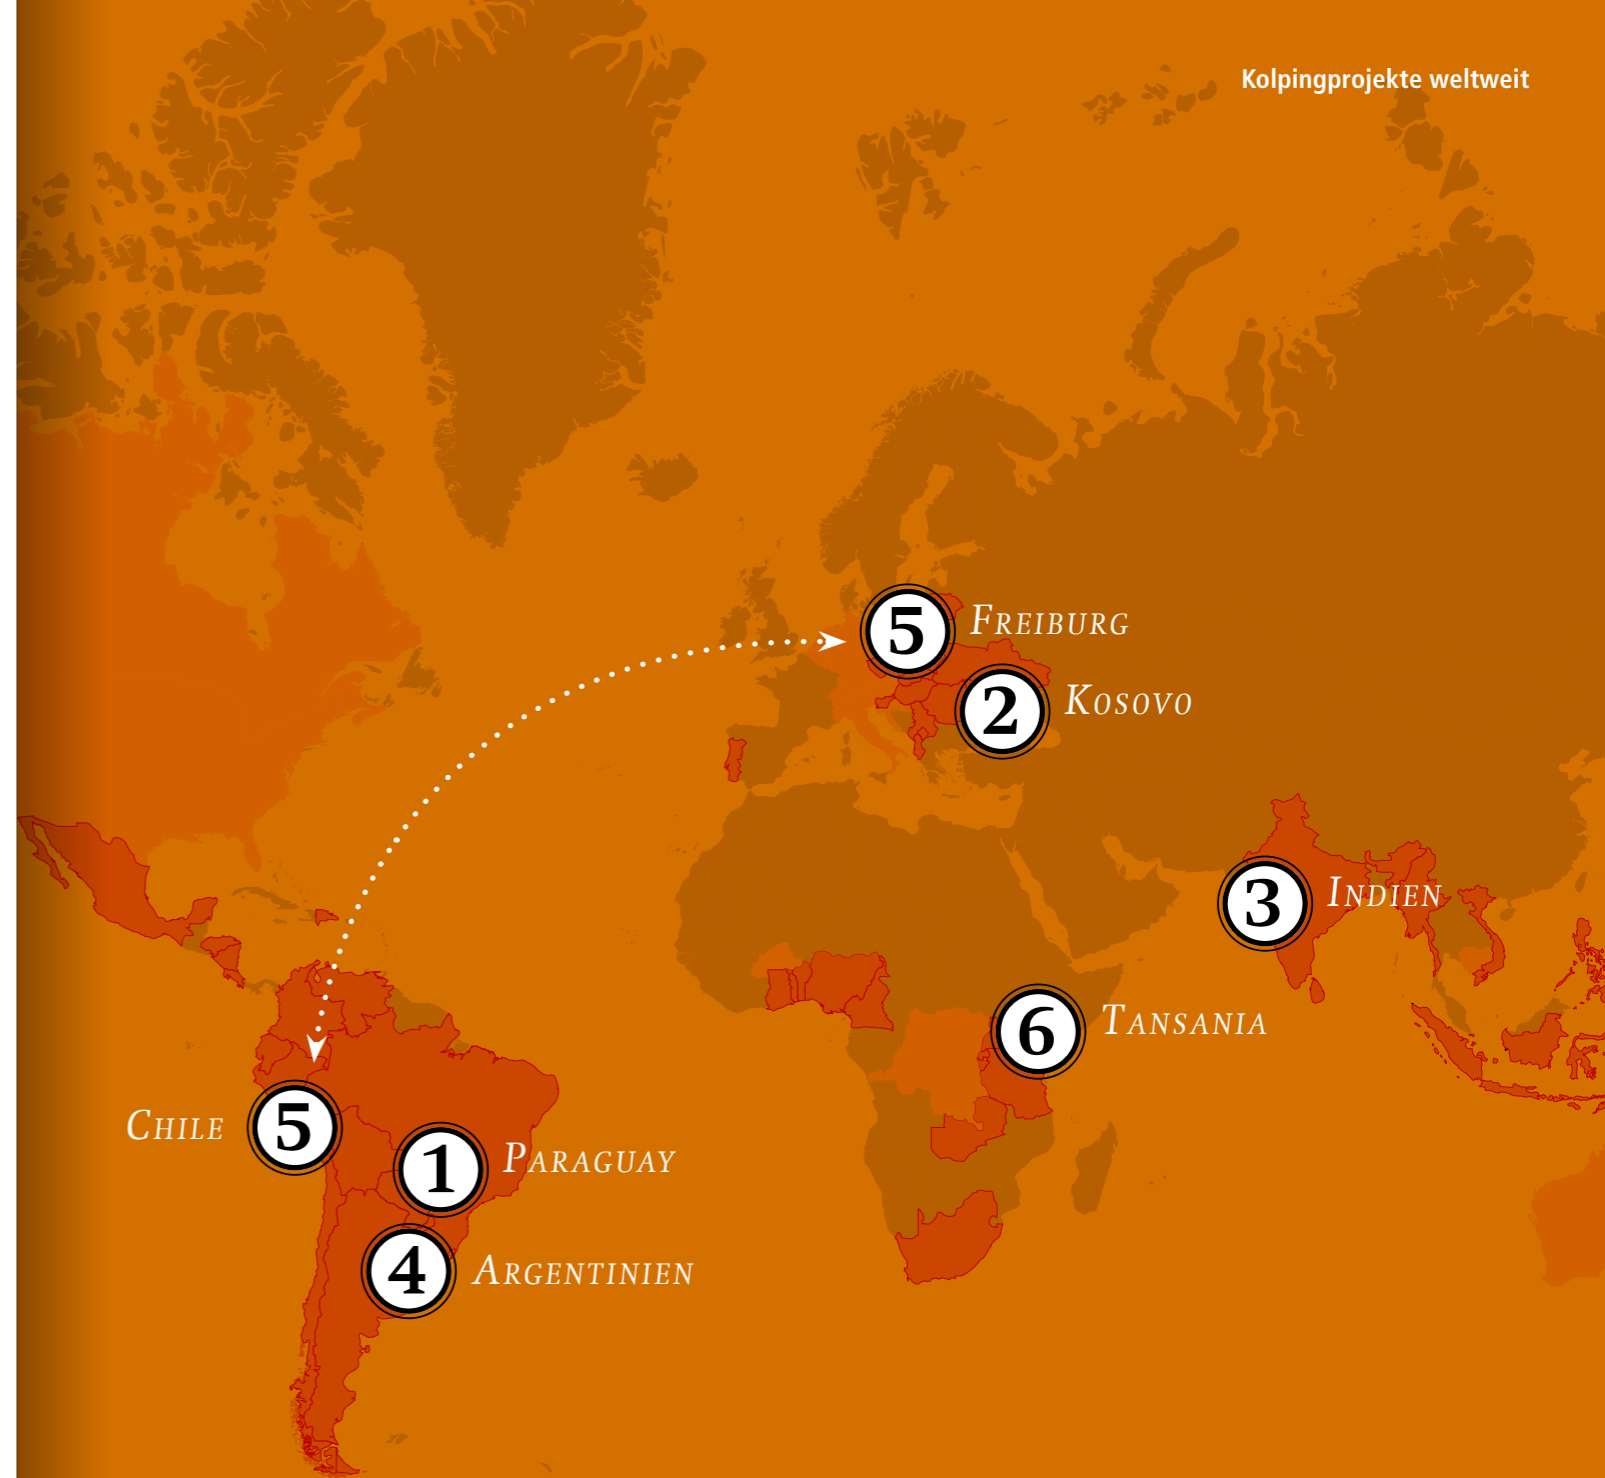 Kolpingprojekte weltweit
5 Freiburg
2 Kosovo
3 Indien
6 Tansania
Chile 5
1 Paraguay
4 Argentinien